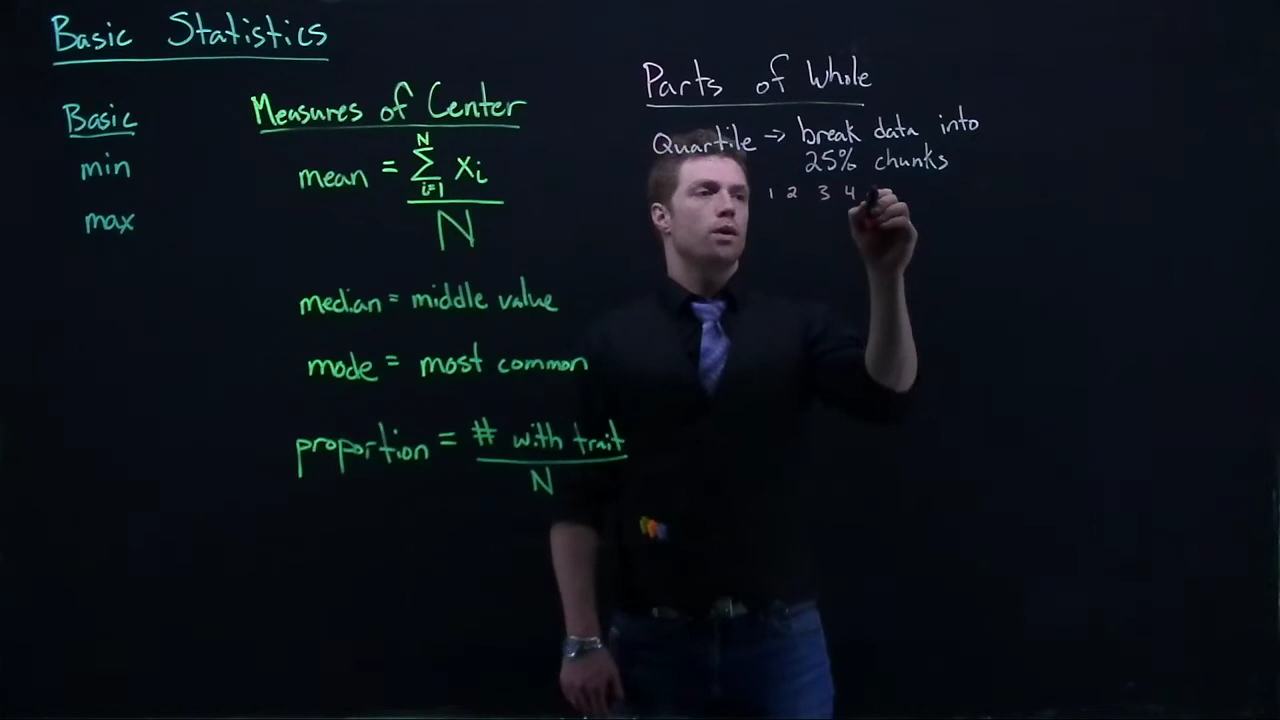 Basic Statistics
Basic
min
max
Measures of Center
mean = N Σ i=1 xi
N
median = middle value
mode = most common
proportion = # with trait
N
Parts of Whole
Quartile → break data into
25% chunks
1 2 3 4